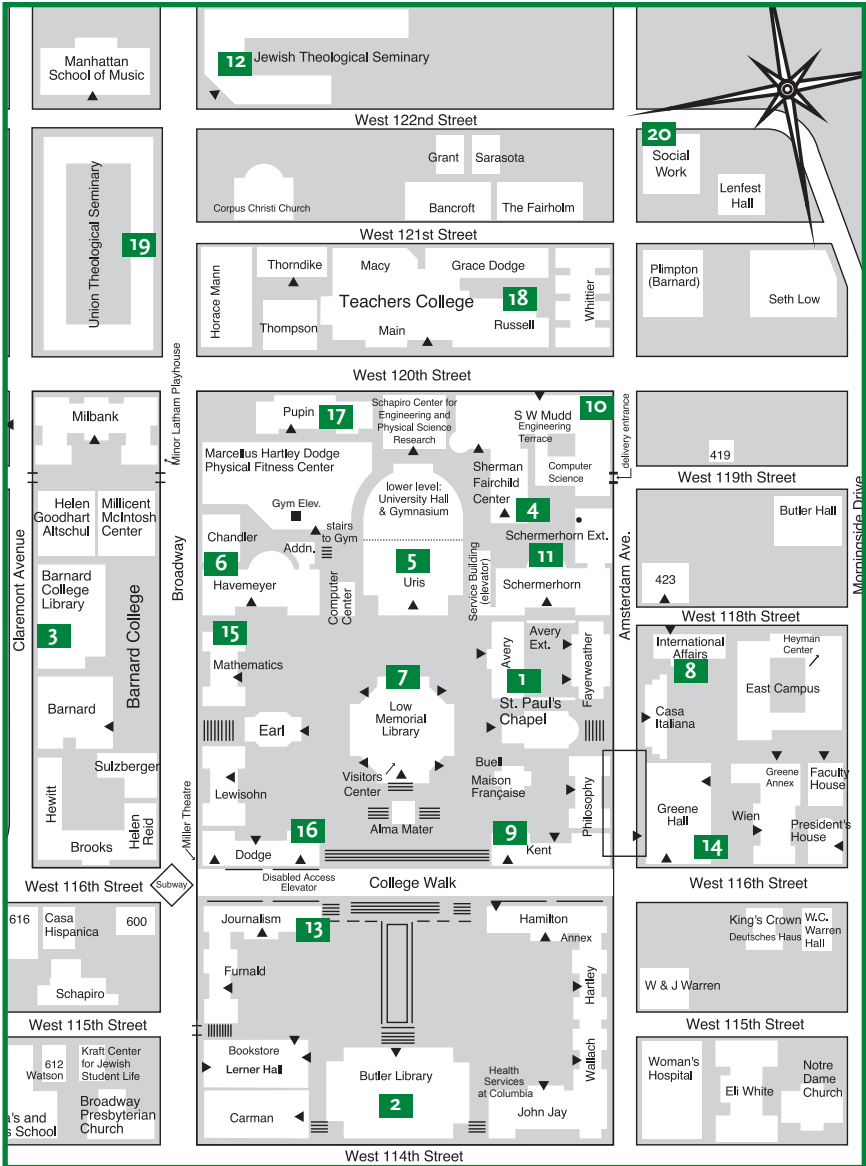 Manhattan
School of Music
12
Jewish Theological Seminary
West 122nd Street
Union Theological Seminary
19
Grant
Sarasota
Corpus Christi Church
Bancroft
The Fairholm
20
Social
Work
Lenfest
Hall
West 121st Street
Horace Mann
Thorndike
Macy
Grace Dodge
Teachers College
18
Thompson
Main
Russell
Whittier
Plimpton
(Barnard)
Seth Low
West 120th Street
Minor Latham Playhouse
Milbank
Pupin
17
Schapiro Center for
Engineering and
Physical Science
Research
S W Mudd
Engineering
Terrace
10
delivery entrance
419
Marcellus Hartley Dodge
Physical Fitness Center
Computer
Science
Sherman
Fairchild
Center
4
West 119th Street
Helen
Goodhart
Altschul
Millicent
McIntosh
Center
lower level:
University Hall
& Gymnasium
Gym Elev.
stairs
to Gym
Chandler
Addn.
Schermerhorn Ext.
Butler Hall
Claremont Avenue
Broadway
Amsterdam Ave.
Morningside Drive
6
Havemeyer
Computer
Center
5
Uris
Service Building
(elevator)
11
Schermerhorn
423
Barnard
College
Library
3
Barnard College
West 118th Street
15
Mathematics
Avery
Avery
Ext.
Fayerweather
1
International
Affairs
8
Heyman
Center
East Campus
7
Low
Memorial
Library
St. Paul's
Chapel
Casa
Italiana
Barnard
Earl
Sulzberger
Hewitt
Helen
Reid
Brooks
Lewisohn
Visitors
Center
Buell
Maison
Française
Philosophy
Greene
Annex
Faculty
House
Greene
Hall
14
Wien
President's
House
Miller Theatre
16
Dodge
Alma Mater
9
Kent
Disabled Access
Elevator
West 116th Street
Subway
College Walk
West 116th Street
616
Casa
Hispanica
600
Schapiro
Journalism
13
Hamilton
Annex
Furnald
Hartley
King's Crown
Deutsches Haus
W.C.
Warren
Hall
W & J Warren
West 115th Street
West 115th Street
612
Watson
Kraft Center
for Jewish
Student Life
Broadway
Presbyterian
Church
a's and
s School
Bookstore
Lerner Hall
Carman
Butler Library
2
Health
Services
at Columbia
John Jay
Wallach
Woman's
Hospital
Eli White
Notre
Dame
Church
West 114th Street